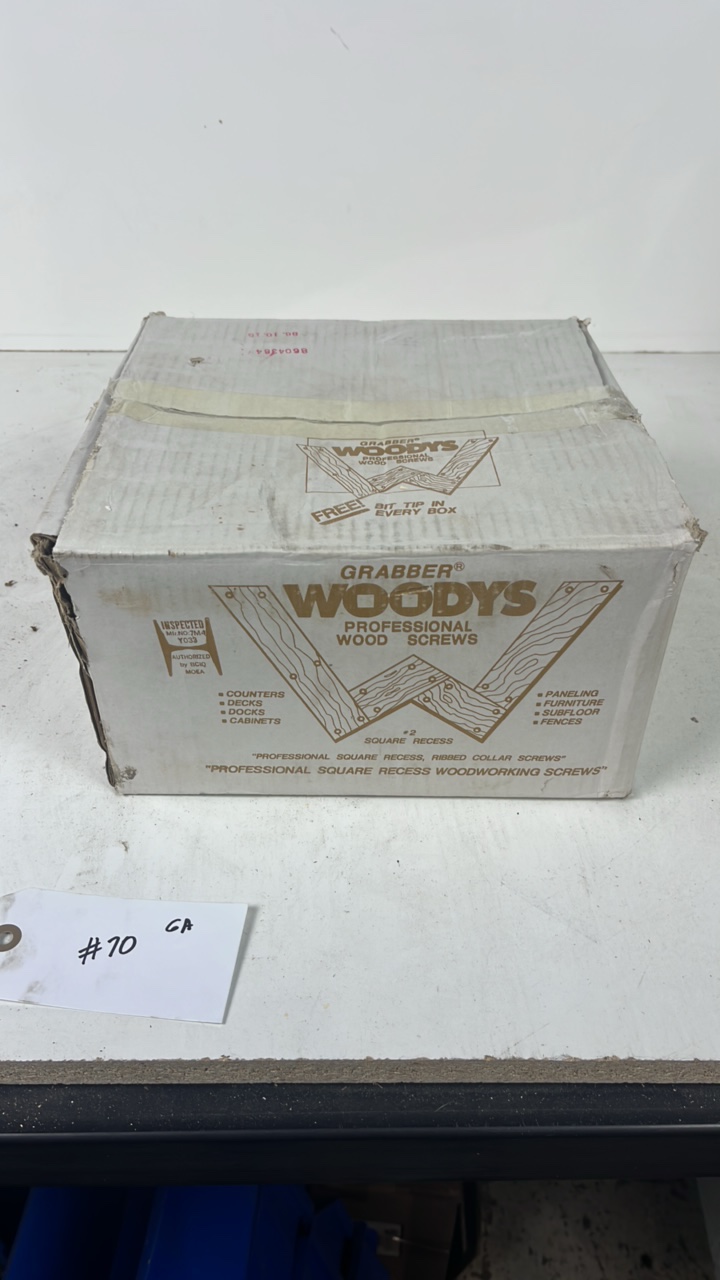 GRABBER®
WOODYS
PROFESSIONAL
WOOD SCREWS
FREE! BIT TIP IN
EVERY BOX
GRABBER®
WOODYS
PROFESSIONAL
WOOD SCREWS
INSPECTED
Y033
AUTHORIZED
• COUNTERS
• DECKS
• DOCKS
• CABINETS
• PANELING
• FURNITURE
• SUBFLOOR
• FENCES
#2
SQUARE RECESS
"PROFESSIONAL SQUARE RECESS, RIBBED COLLAR SCREWS"
"PROFESSIONAL SQUARE RECESS WOODWORKING SCREWS"
#70 GA